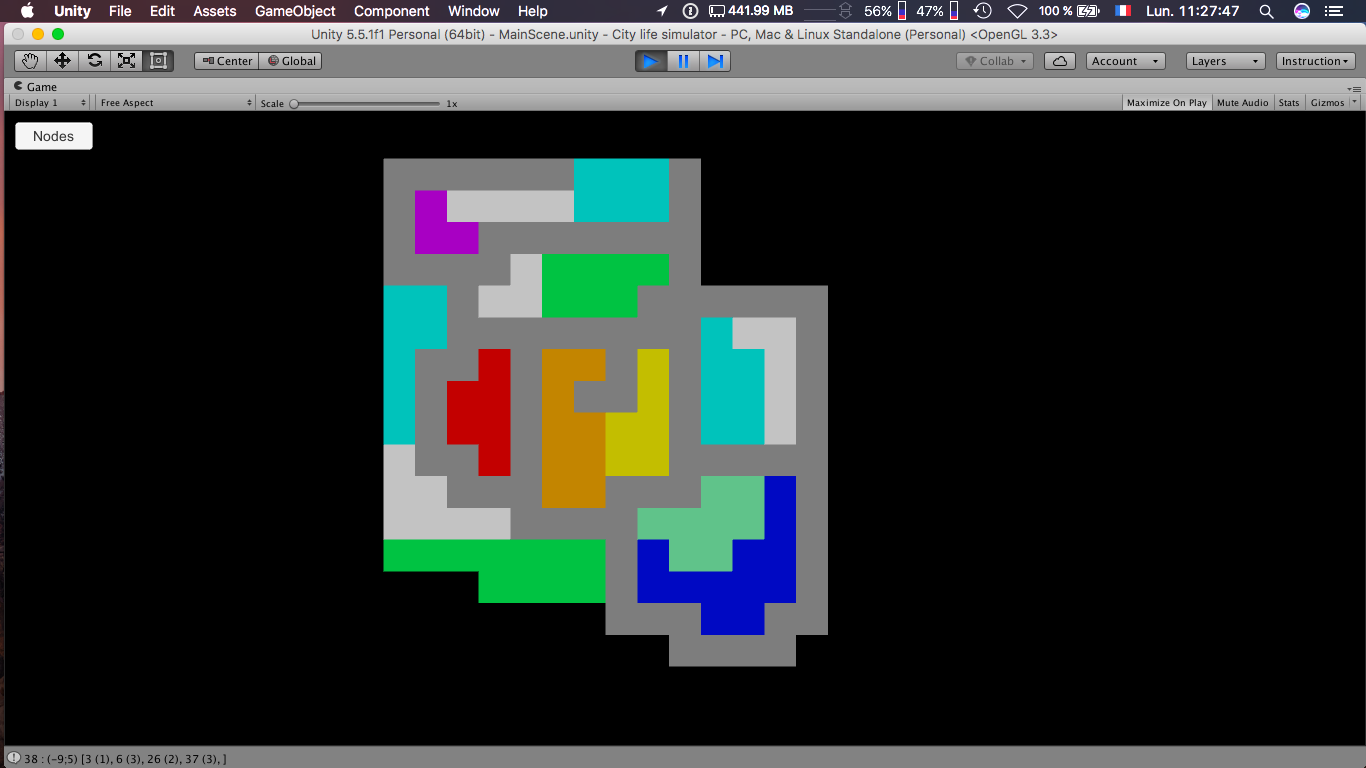 Unity File Edit Assets GameObject Component Window Help 441.99 MB 56% 47% 100 % Lun. 11:27:47
Unity 5.5.1f1 Personal (64bit) - MainScene.unity - City life simulator - PC, Mac & Linux Standalone (Personal) <OpenGL 3.3>
Center Global Collab Account Layers Instruction
Game
Display 1 Free Aspect Scale 1x Maximize On Play Mute Audio Stats Gizmos
Nodes
38 : (-9;5) [3 (1), 6 (3), 26 (2), 37 (3), ]